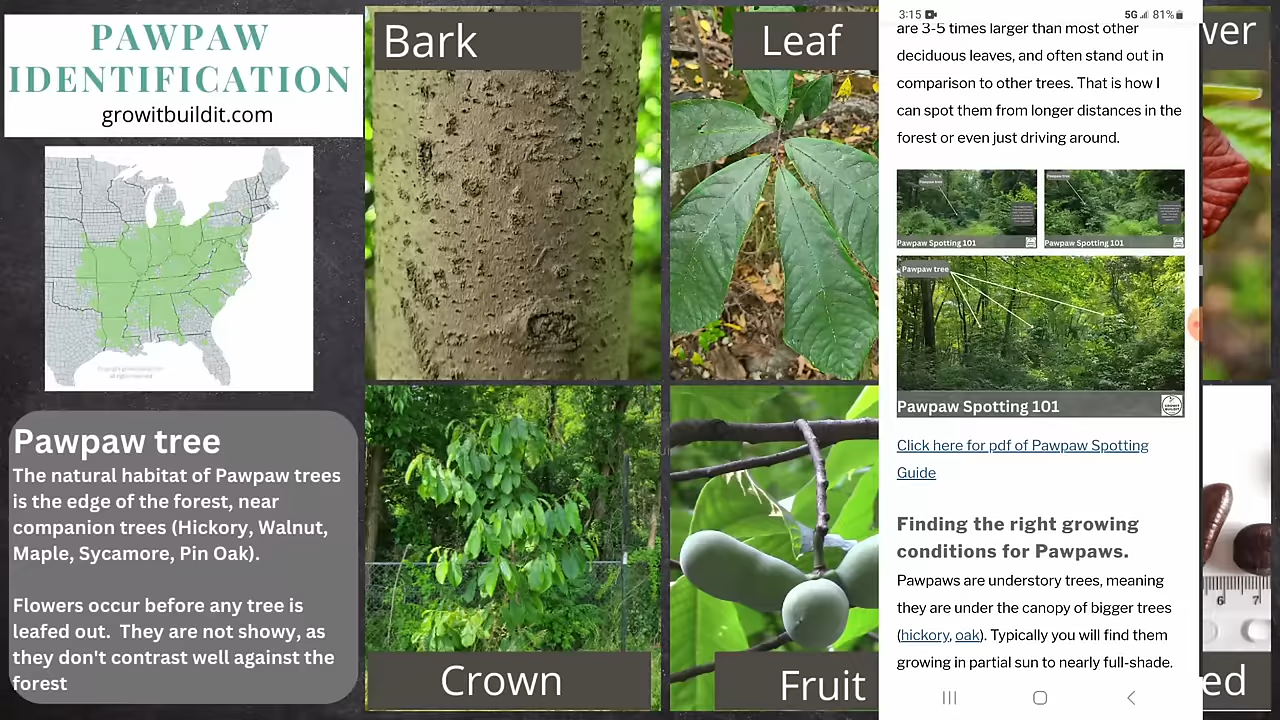 PAWPAW
IDENTIFICATION
growitbuildit.com
Pawpaw tree
The natural habitat of Pawpaw trees
is the edge of the forest, near
companion trees (Hickory, Walnut,
Maple, Sycamore, Pin Oak).
Flowers occur before any tree is
leafed out. They are not showy, as
they don't contrast well against the
forest
Bark
Leaf
wer
Crown
Fruit
ed
6 7
3:15 5G 81%
are 3-5 times larger than most other
deciduous leaves, and often stand out in
comparison to other trees. That is how I
can spot them from longer distances in the
forest or even just driving around.
Pawpaw tree
Pawpaw Spotting 101
Pawpaw tree
Pawpaw Spotting 101
Pawpaw tree
Pawpaw Spotting 101
Click here for pdf of Pawpaw Spotting
Guide
Finding the right growing
conditions for Pawpaws.
Pawpaws are understory trees, meaning
they are under the canopy of bigger trees
(hickory, oak). Typically you will find them
growing in partial sun to nearly full-shade.